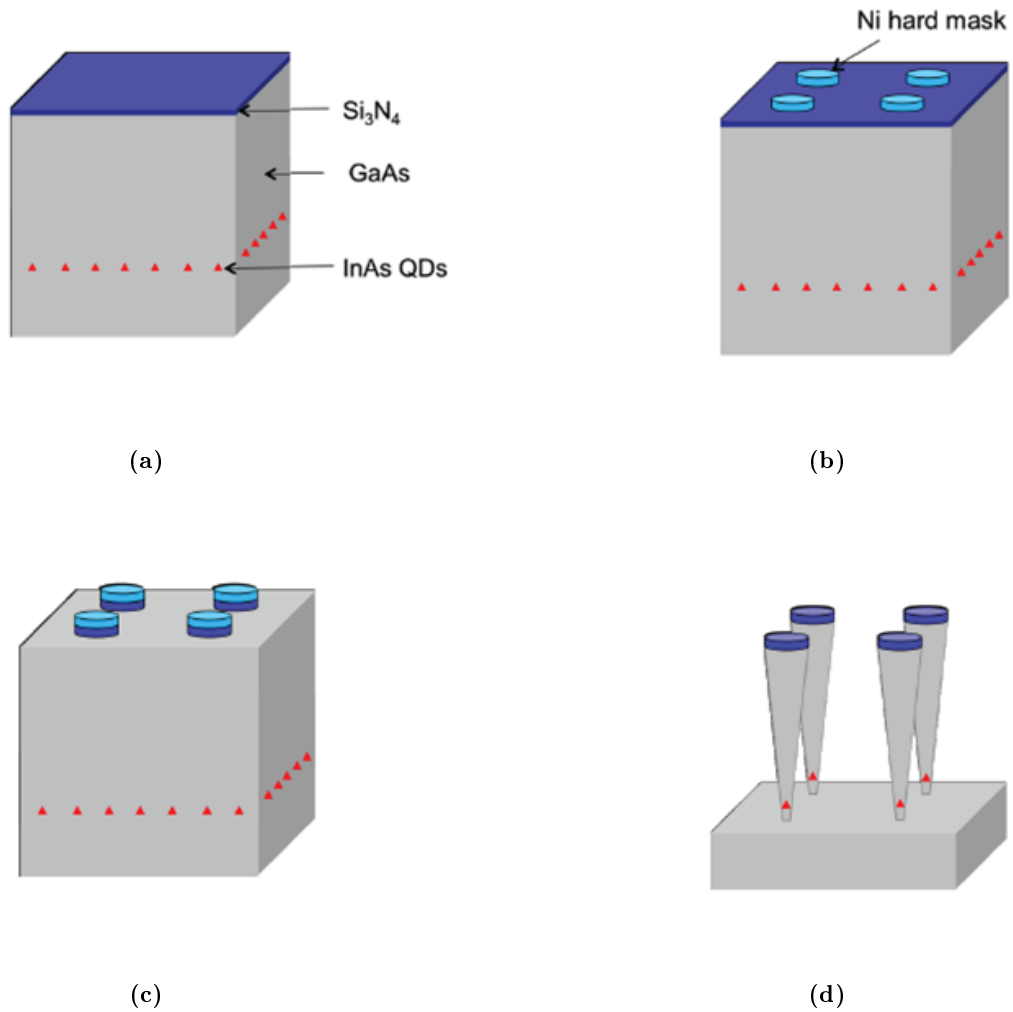 Ni hard mask
Si₃N₄
GaAs
InAs QDs
(a)
(b)
(c)
(d)